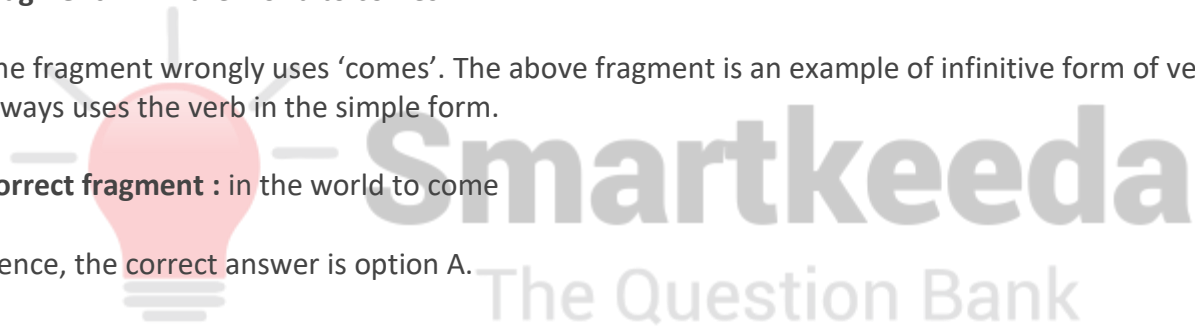 he fragment wrongly uses ‘comes’. The above fragment is an example of infinitive form of ve
ways uses the verb in the simple form.
Smartkeeda
orrect fragment : in the world to come
ence, the correct answer is option A.
The Question Bank